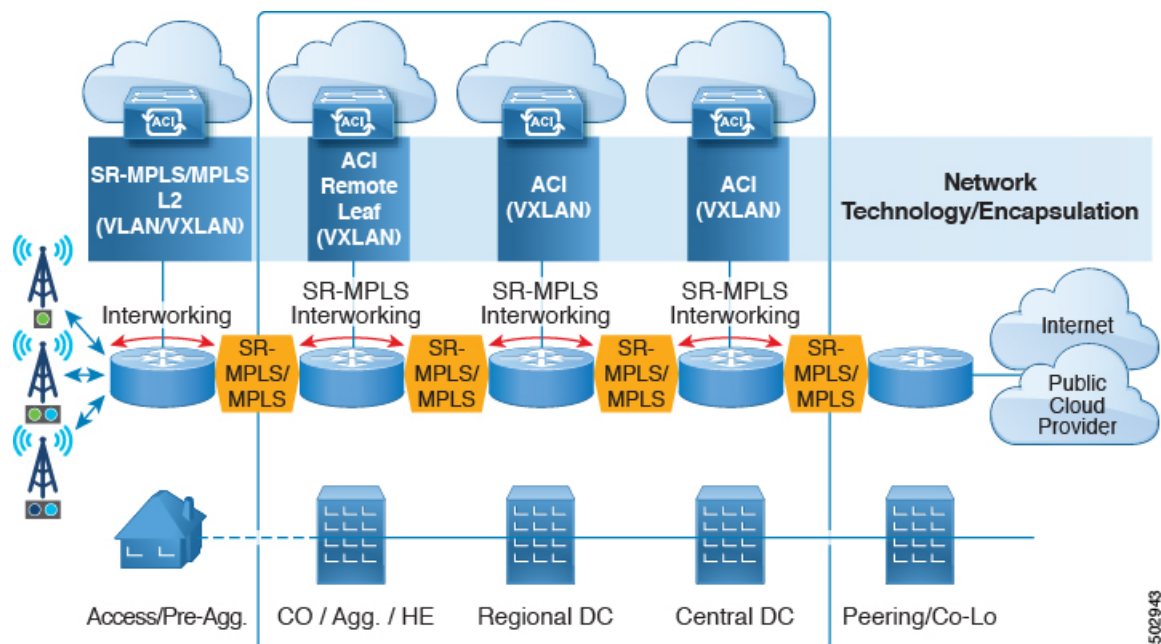 ACI
ACI
ACI
ACI
SR-MPLS/MPLS
L2
(VLAN/VXLAN)
ACI
Remote
Leaf
(VXLAN)
ACI
(VXLAN)
ACI
(VXLAN)
Network
Technology/Encapsulation
Interworking
SR-MPLS
Interworking
SR-MPLS
Interworking
SR-MPLS
Interworking
SR-
MPLS/
MPLS
SR-
MPLS/
MPLS
SR-
MPLS/
MPLS
SR-
MPLS/
MPLS
Internet
Public
Cloud
Provider
Access/Pre-Agg.
CO / Agg. / HE
Regional DC
Central DC
Peering/Co-Lo
502943